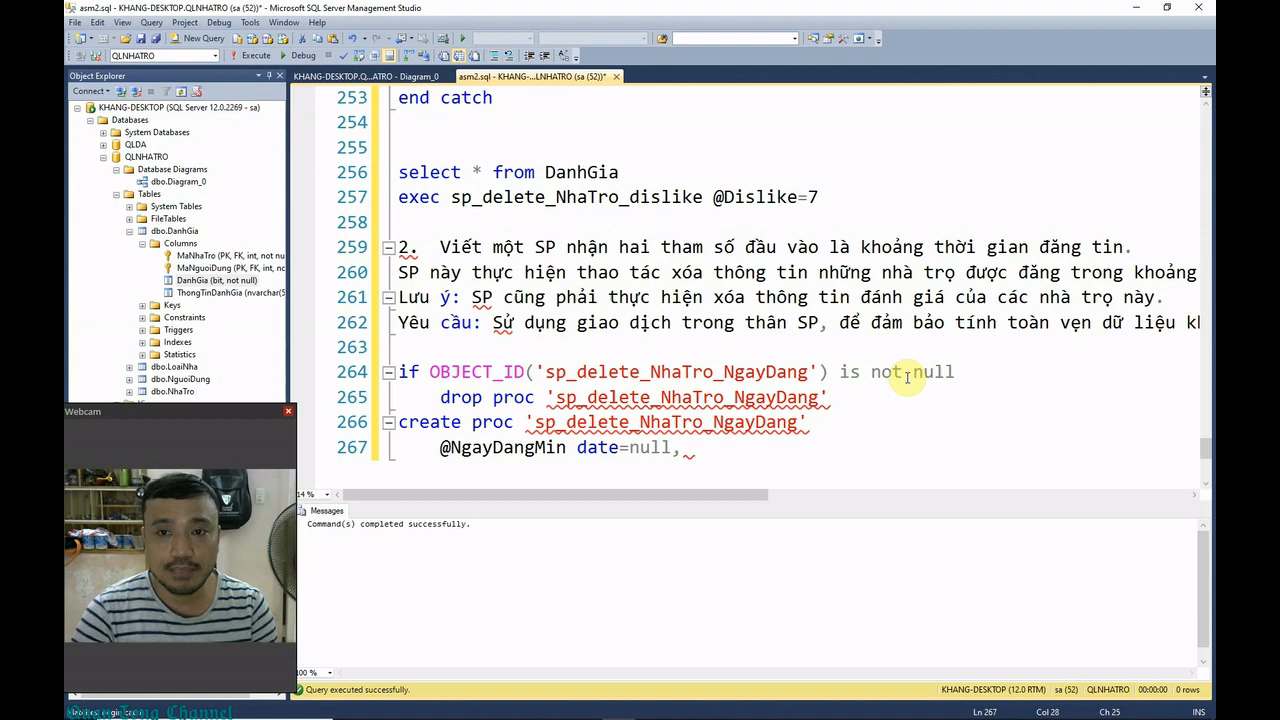 asm2.sql - KHANG-DESKTOP.QLNHATRO (sa (52))* - Microsoft SQL Server Management Studio
File Edit View Query Project Debug Tools Window Help
New Query
QLNHATRO Execute Debug
Object Explorer
KHANG-DESKTOP.Q...ATRO - Diagram_0 asm2.sql - KHANG-...LNHATRO (sa (52))*
Connect
KHANG-DESKTOP (SQL Server 12.0.2269 - sa)
Databases
System Databases
QLDA
QLNHATRO
Database Diagrams
dbo.Diagram_0
Tables
System Tables
FileTables
dbo.DanhGia
Columns
MaNhaTro (PK, FK, int, not nu
MaNguoiDung (PK, FK, int, nc
DanhGia (bit, not null)
ThongTinDanhGia (nvarchar(5
Keys
Constraints
Triggers
Indexes
Statistics
dbo.LoaiNha
dbo.NguoiDung
dbo.NhaTro
Webcam
253 end catch
254
255
256 select * from DanhGia
257 exec sp_delete_NhaTro_dislike @Dislike=7
258
259 2. Viết một SP nhận hai tham số đầu vào là khoảng thời gian đăng tin.
260 SP này thực hiện thao tác xóa thông tin những nhà trọ được đăng trong khoảng
261 Lưu ý: SP cũng phải thực hiện xóa thông tin đánh giá của các nhà trọ này.
262 Yêu cầu: Sử dụng giao dịch trong thân SP, để đảm bảo tính toàn vẹn dữ liệu kh
263
264 if OBJECT_ID('sp_delete_NhaTro_NgayDang') is not null
265 drop proc 'sp_delete_NhaTro_NgayDang'
266 create proc 'sp_delete_NhaTro_NgayDang'
267 @NgayDangMin date=null,
14 %
Messages
Command(s) completed successfully.
100 %
Query executed successfully. KHANG-DESKTOP (12.0 RTM) sa (52) QLNHATRO 00:00:00 0 rows
Quan Long Channel
Ln 267 Col 28 Ch 25 INS